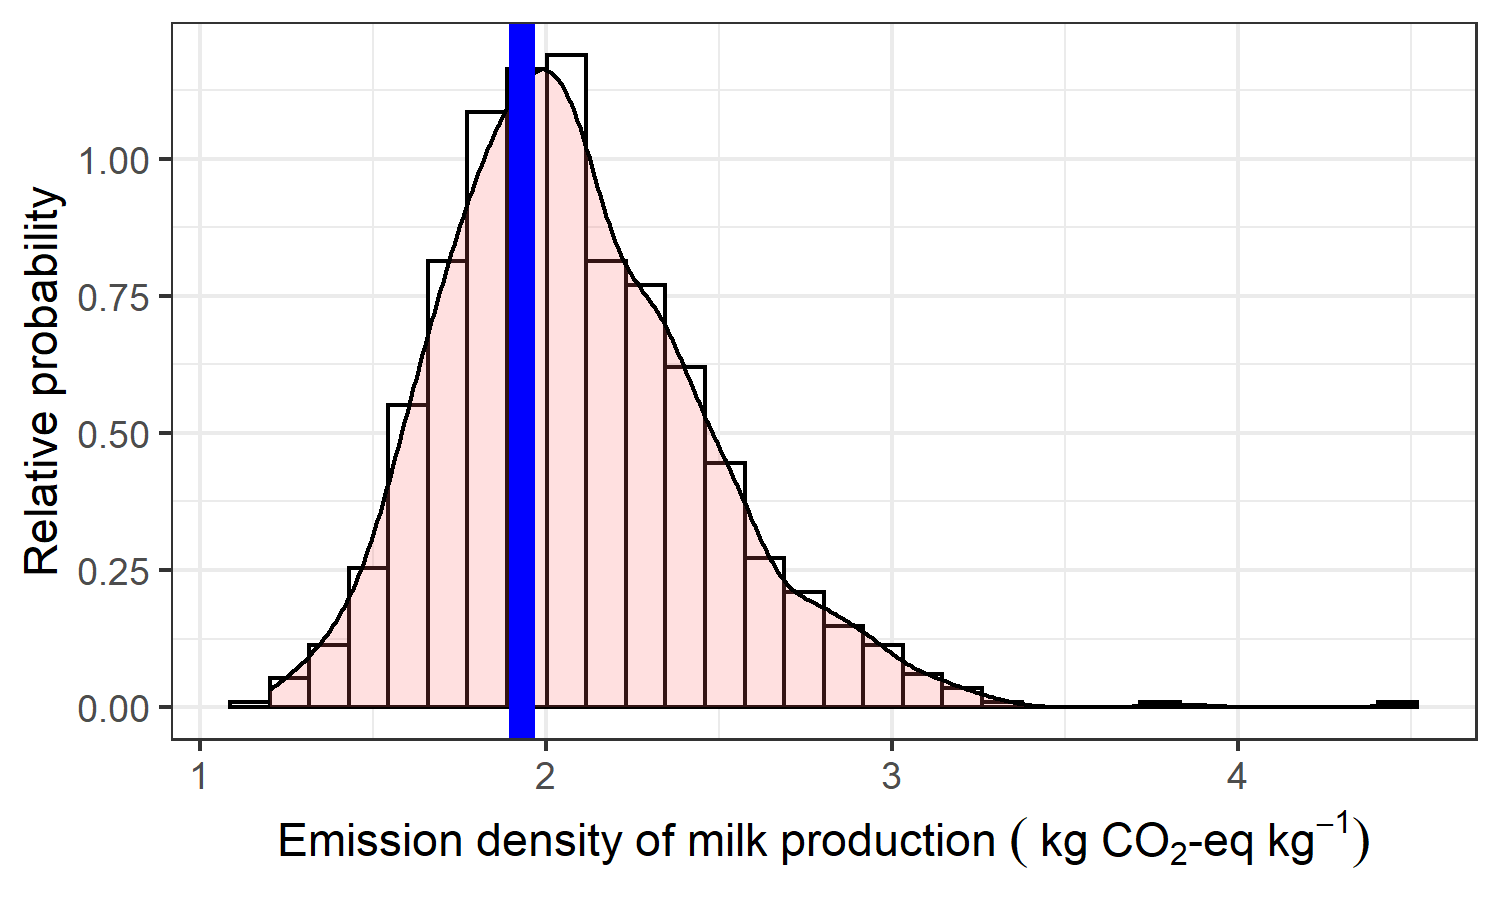 Relative probability
1.00
0.75
0.50
0.25
0.00
1 2 3 4
Emission density of milk production ( kg CO₂-eq kg⁻¹)